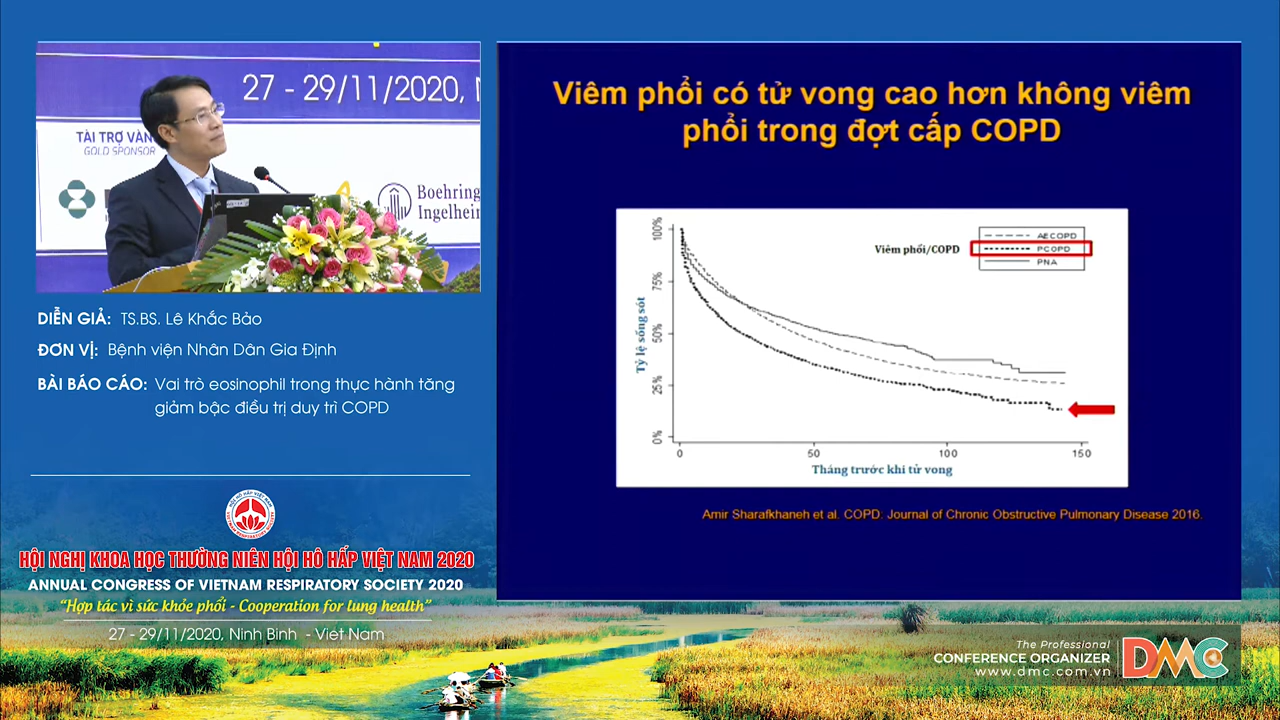 27 - 29/11/2020, N
TÀI TRỢ VÀN
GOLD SPONSOR
Boehring
Ingelheim
DIỄN GIẢ: TS.BS. Lê Khắc Bảo
ĐƠN VỊ: Bệnh viện Nhân Dân Gia Định
BÀI BÁO CÁO: Vai trò eosinophil trong thực hành tăng
giảm bậc điều trị duy trì COPD
HỘI NGHỊ KHOA HỌC THƯỜNG NIÊN HỘI HÔ HẤP VIỆT NAM 2020
ANNUAL CONGRESS OF VIETNAM RESPIRATORY SOCIETY 2020
“Hợp tác vì sức khỏe phổi - Cooperation for lung health”
27 - 29/11/2020, Ninh Bình - Viet Nam
Viêm phổi có tử vong cao hơn không viêm
phổi trong đợt cấp COPD
AECOPD
Viêm phổi/COPD
PCOPD
PNA
Tỷ lệ sống sót
100%
75%
50%
25%
0%
0 50 100 150
Tháng trước khi tử vong
Amir Sharafkhaneh et al. COPD. Journal of Chronic Obstructive Pulmonary Disease 2016.
The Professional
CONFERENCE ORGANIZER
www.dmc.com.vn
DMC